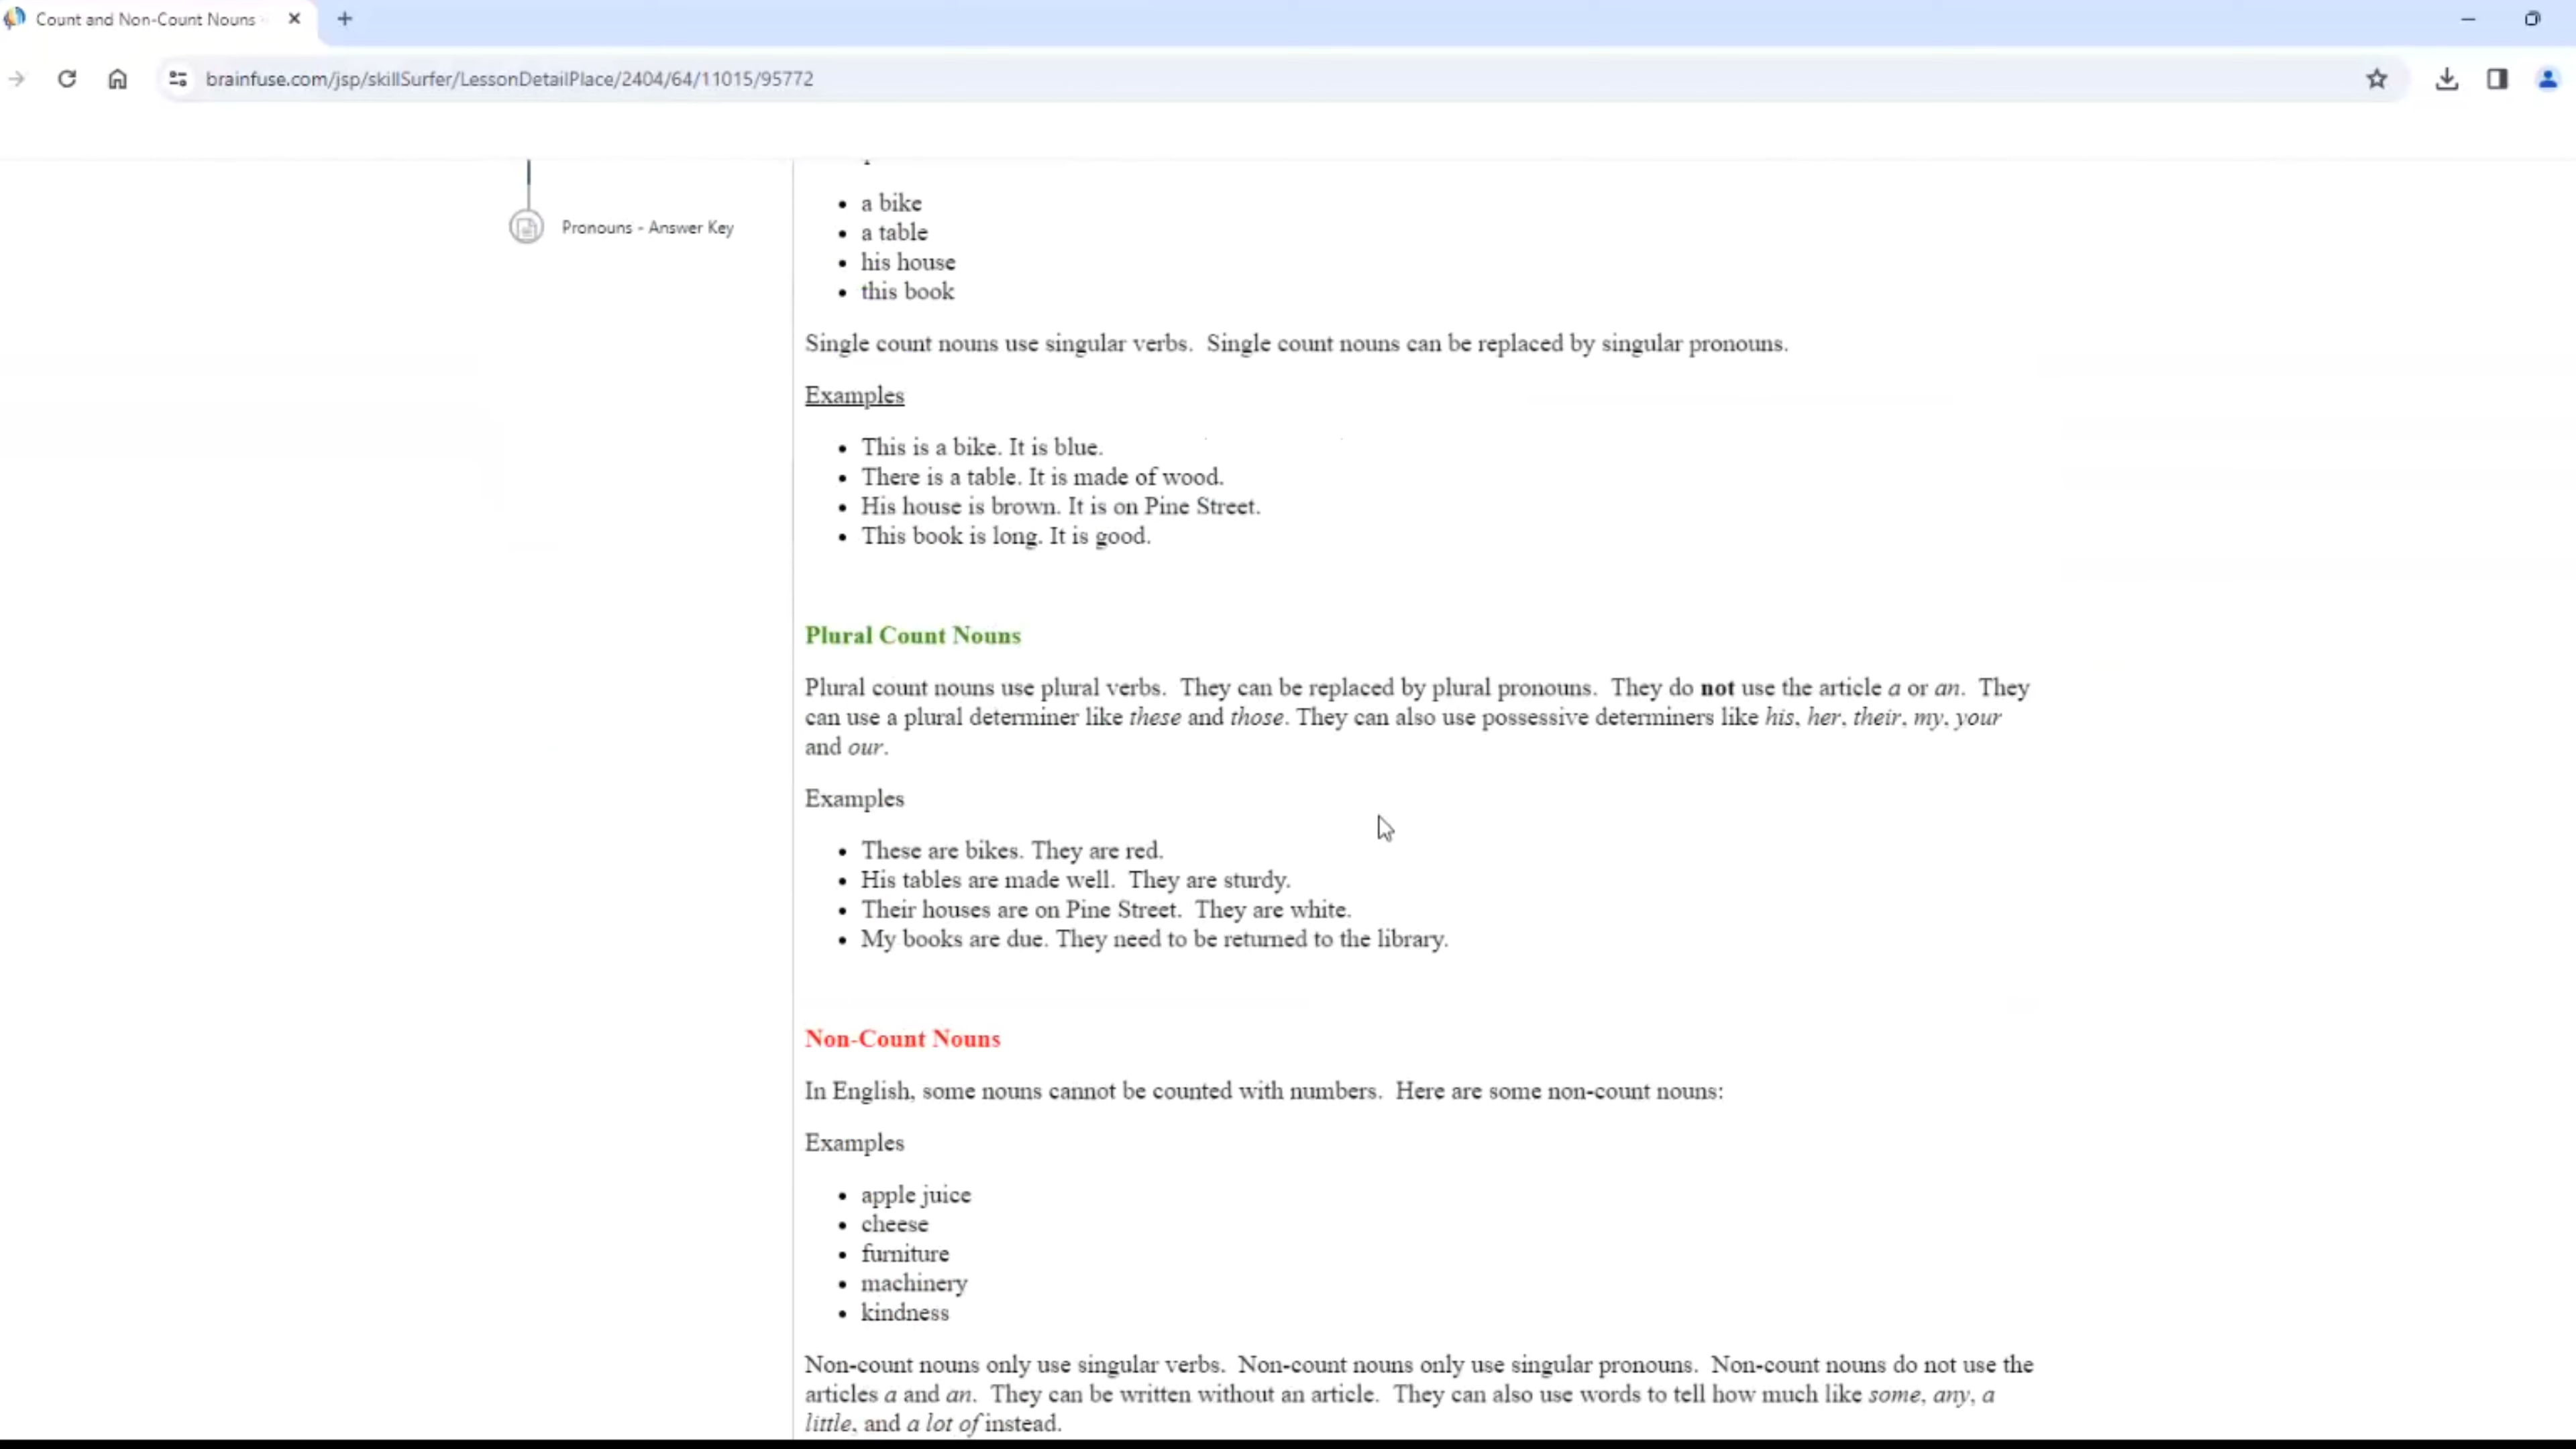 Count and Non-Count Nouns
brainfuse.com/jsp/skillSurfer/LessonDetailPlace/2404/64/11015/95772
Pronouns - Answer Key
• a bike
• a table
• his house
• this book
Single count nouns use singular verbs.  Single count nouns can be replaced by singular pronouns.
Examples
• This is a bike. It is blue.
• There is a table. It is made of wood.
• His house is brown. It is on Pine Street.
• This book is long. It is good.
Plural Count Nouns
Plural count nouns use plural verbs.  They can be replaced by plural pronouns.  They do not use the article a or an.  They
can use a plural determiner like these and those. They can also use possessive determiners like his, her, their, my, your
and our.
Examples
• These are bikes. They are red.
• His tables are made well.  They are sturdy.
• Their houses are on Pine Street.  They are white.
• My books are due. They need to be returned to the library.
Non-Count Nouns
In English, some nouns cannot be counted with numbers.  Here are some non-count nouns:
Examples
• apple juice
• cheese
• furniture
• machinery
• kindness
Non-count nouns only use singular verbs.  Non-count nouns only use singular pronouns.  Non-count nouns do not use the
articles a and an.  They can be written without an article.  They can also use words to tell how much like some, any, a
little, and a lot of instead.